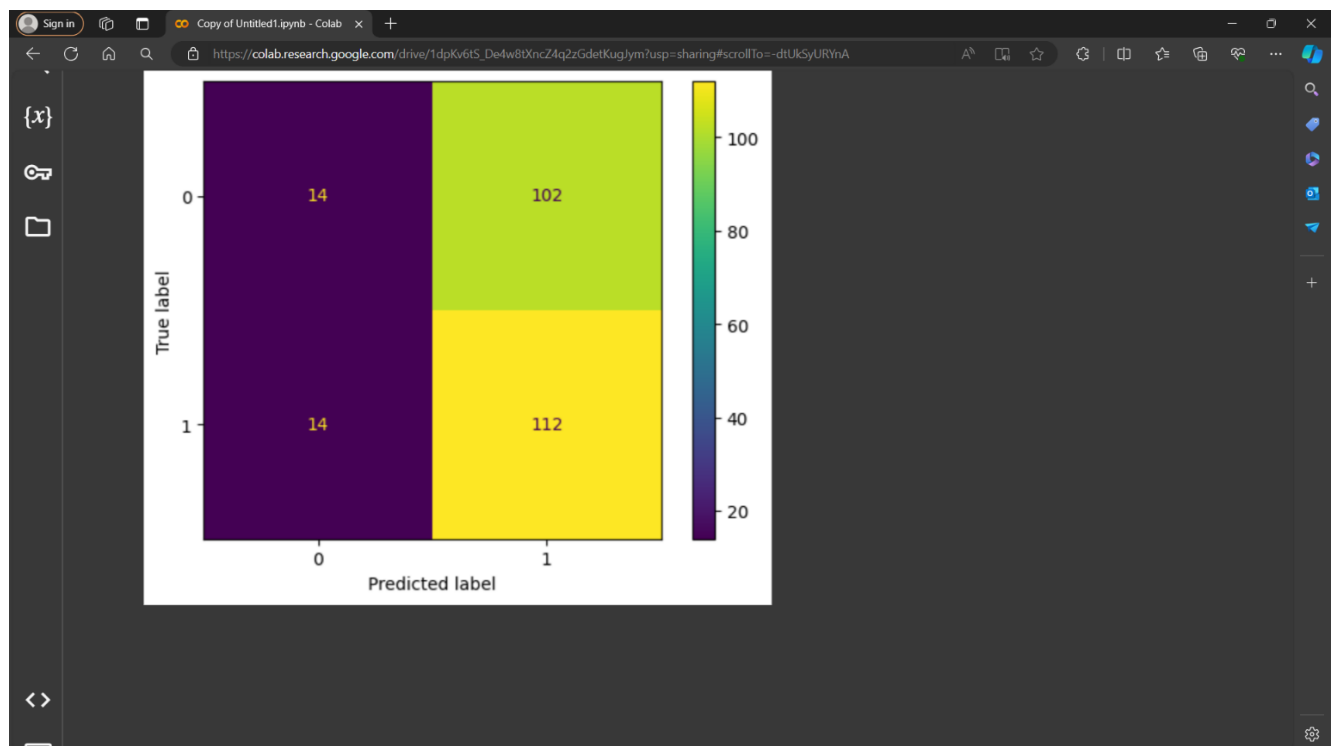 Sign in
Copy of Untitled1.ipynb - Colab
https://colab.research.google.com/drive/1dpKv6tS_De4w8tXncZ4q2zGdetKugJym?usp=sharing#scrollTo=-dtUkSyURYnA
{x}
100
0
14
102
80
True label
60
1
14
112
40
20
0
1
Predicted label